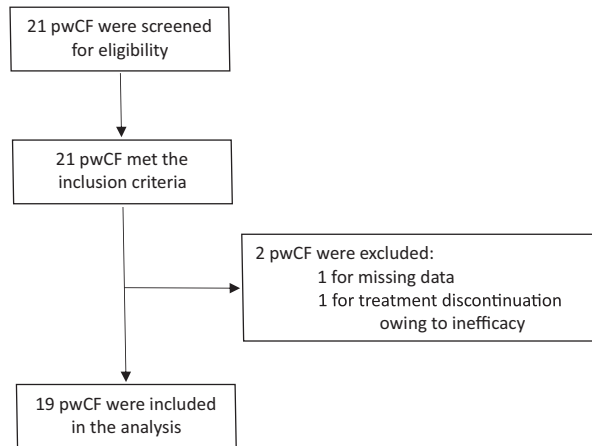 21 pwCF were screened
for eligibility
21 pwCF met the
inclusion criteria
2 pwCF were excluded:
1 for missing data
1 for treatment discontinuation
owing to inefficacy
19 pwCF were included
in the analysis